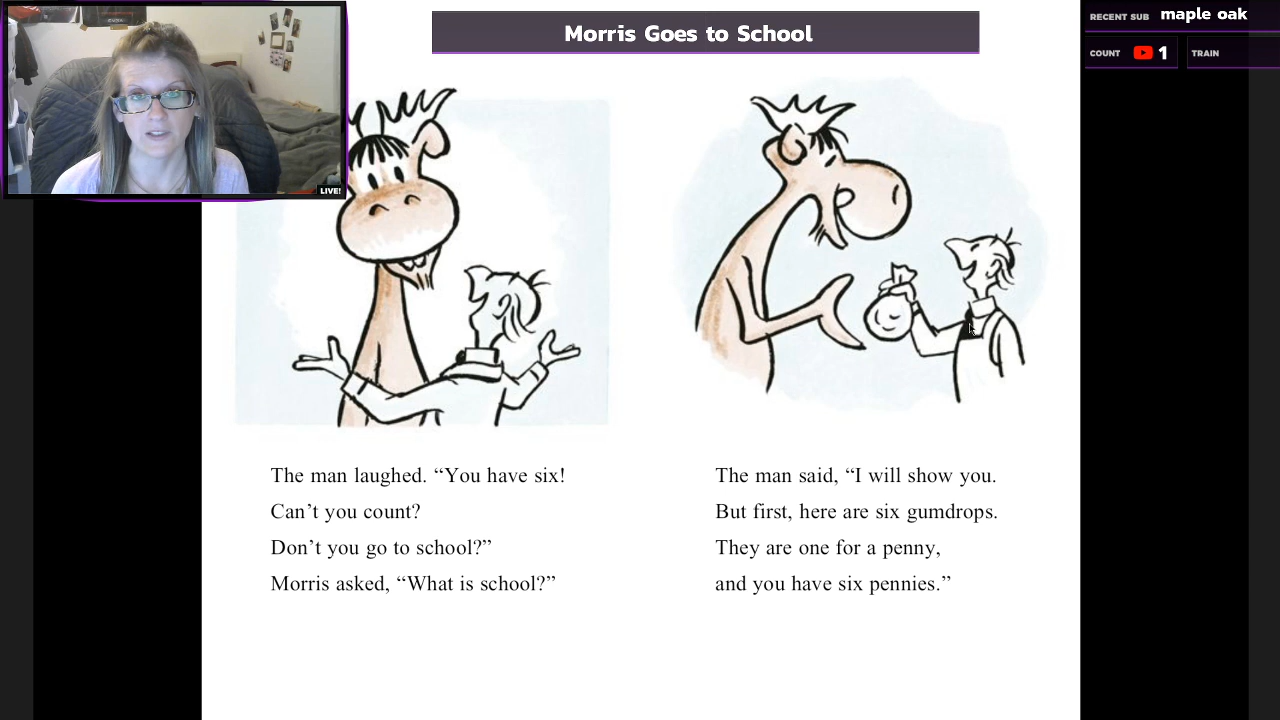 Morris Goes to School
RECENT SUB maple oak
COUNT 1 TRAIN
LIVE!
The man laughed. “You have six!
Can’t you count?
Don’t you go to school?”
Morris asked, “What is school?”
The man said, “I will show you.
But first, here are six gumdrops.
They are one for a penny,
and you have six pennies.”